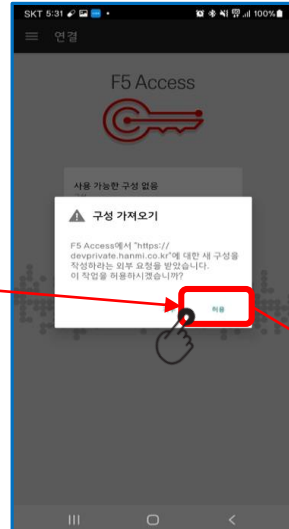 SKT 5:31
100%
연결
F5 Access
사용 가능한 구성 없음
구성 가져오기
F5 Access에서 "https://
devprivate.hanmi.co.kr"에 대한 새 구성을
작성하라는 외부 요청을 받았습니다.
이 작업을 허용하시겠습니까?
허용